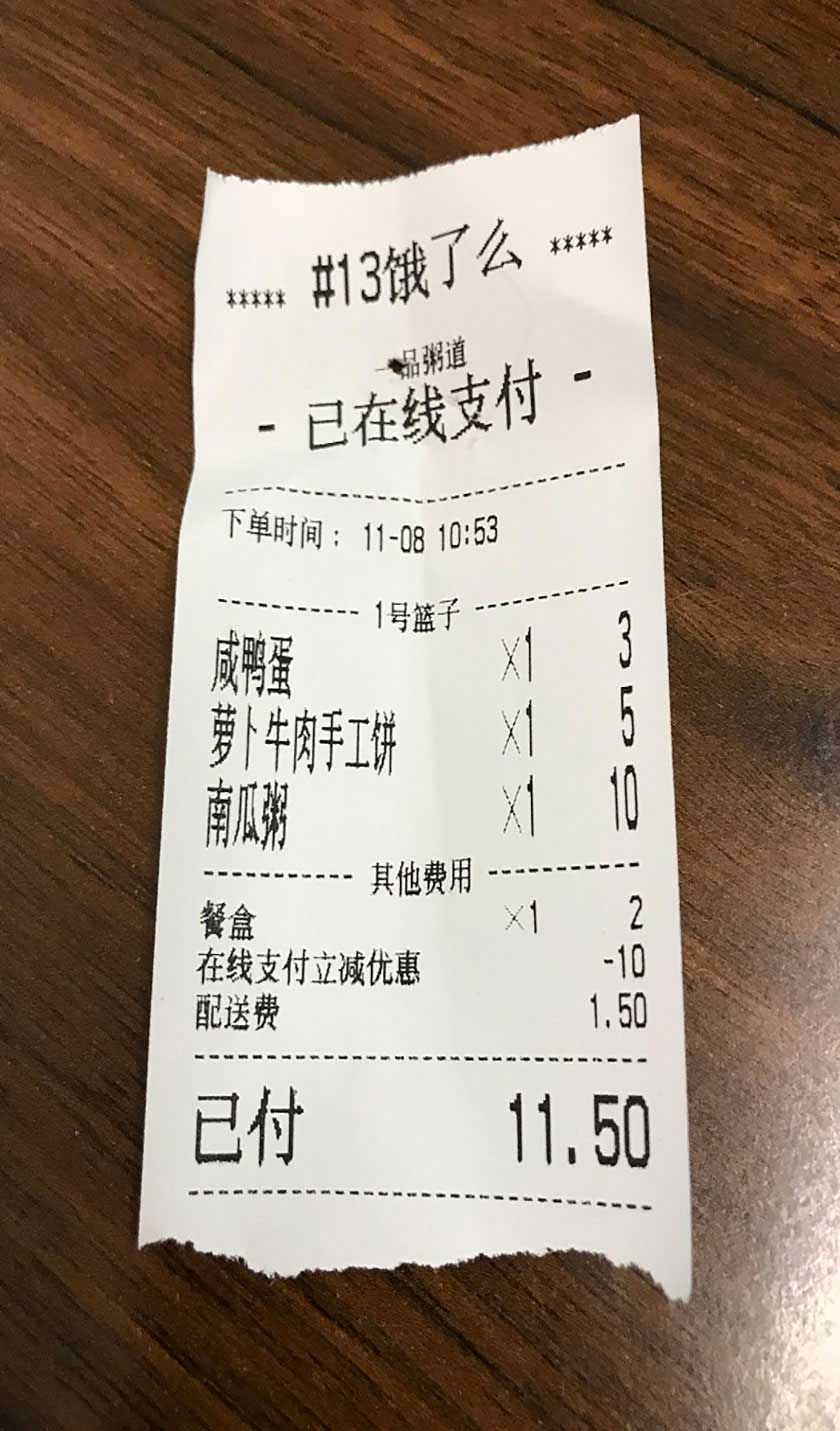 ***** #13饿了么 *****
一品粥道
- 已在线支付 -
下单时间： 11-08 10:53
1号篮子
咸鸭蛋 ×1 3
萝卜牛肉手工饼 ×1 5
南瓜粥 ×1 10
其他费用
餐盒 ×1 2
在线支付立减优惠 -10
配送费 1.50
已付 11.50